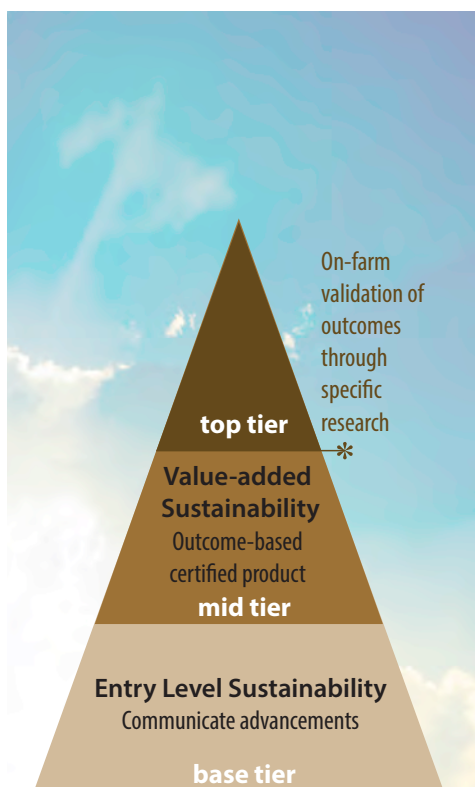 On-farm
validation of
outcomes
through
specific
research
*
top tier
Value-added
Sustainability
Outcome-based
certified product
mid tier
Entry Level Sustainability
Communicate advancements
base tier